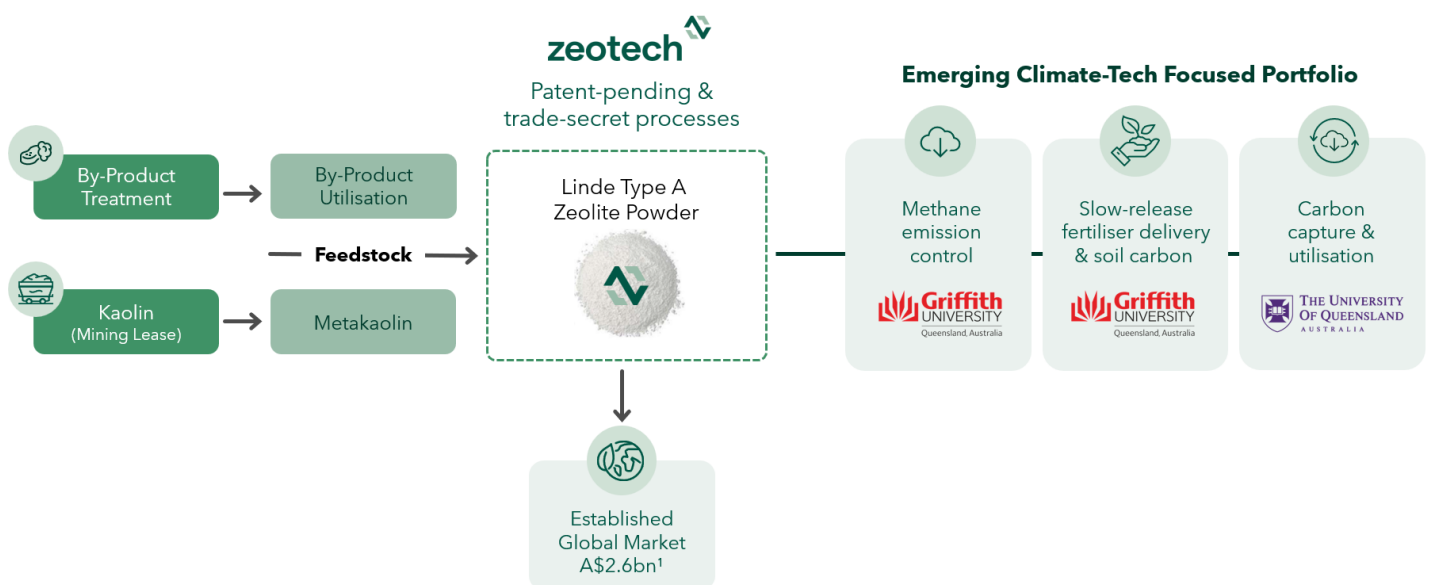 zeotech
Patent-pending &
trade-secret processes
Emerging Climate-Tech Focused Portfolio
By-Product
Treatment
By-Product
Utilisation
Feedstock
Kaolin
(Mining Lease)
Metakaolin
Linde Type A
Zeolite Powder
Established
Global Market
A$2.6bn¹
Methane
emission
control
Griffith
UNIVERSITY
Queensland, Australia
Slow-release
fertiliser delivery
& soil carbon
Griffith
UNIVERSITY
Queensland, Australia
Carbon
capture &
utilisation
THE UNIVERSITY
OF QUEENSLAND
AUSTRALIA